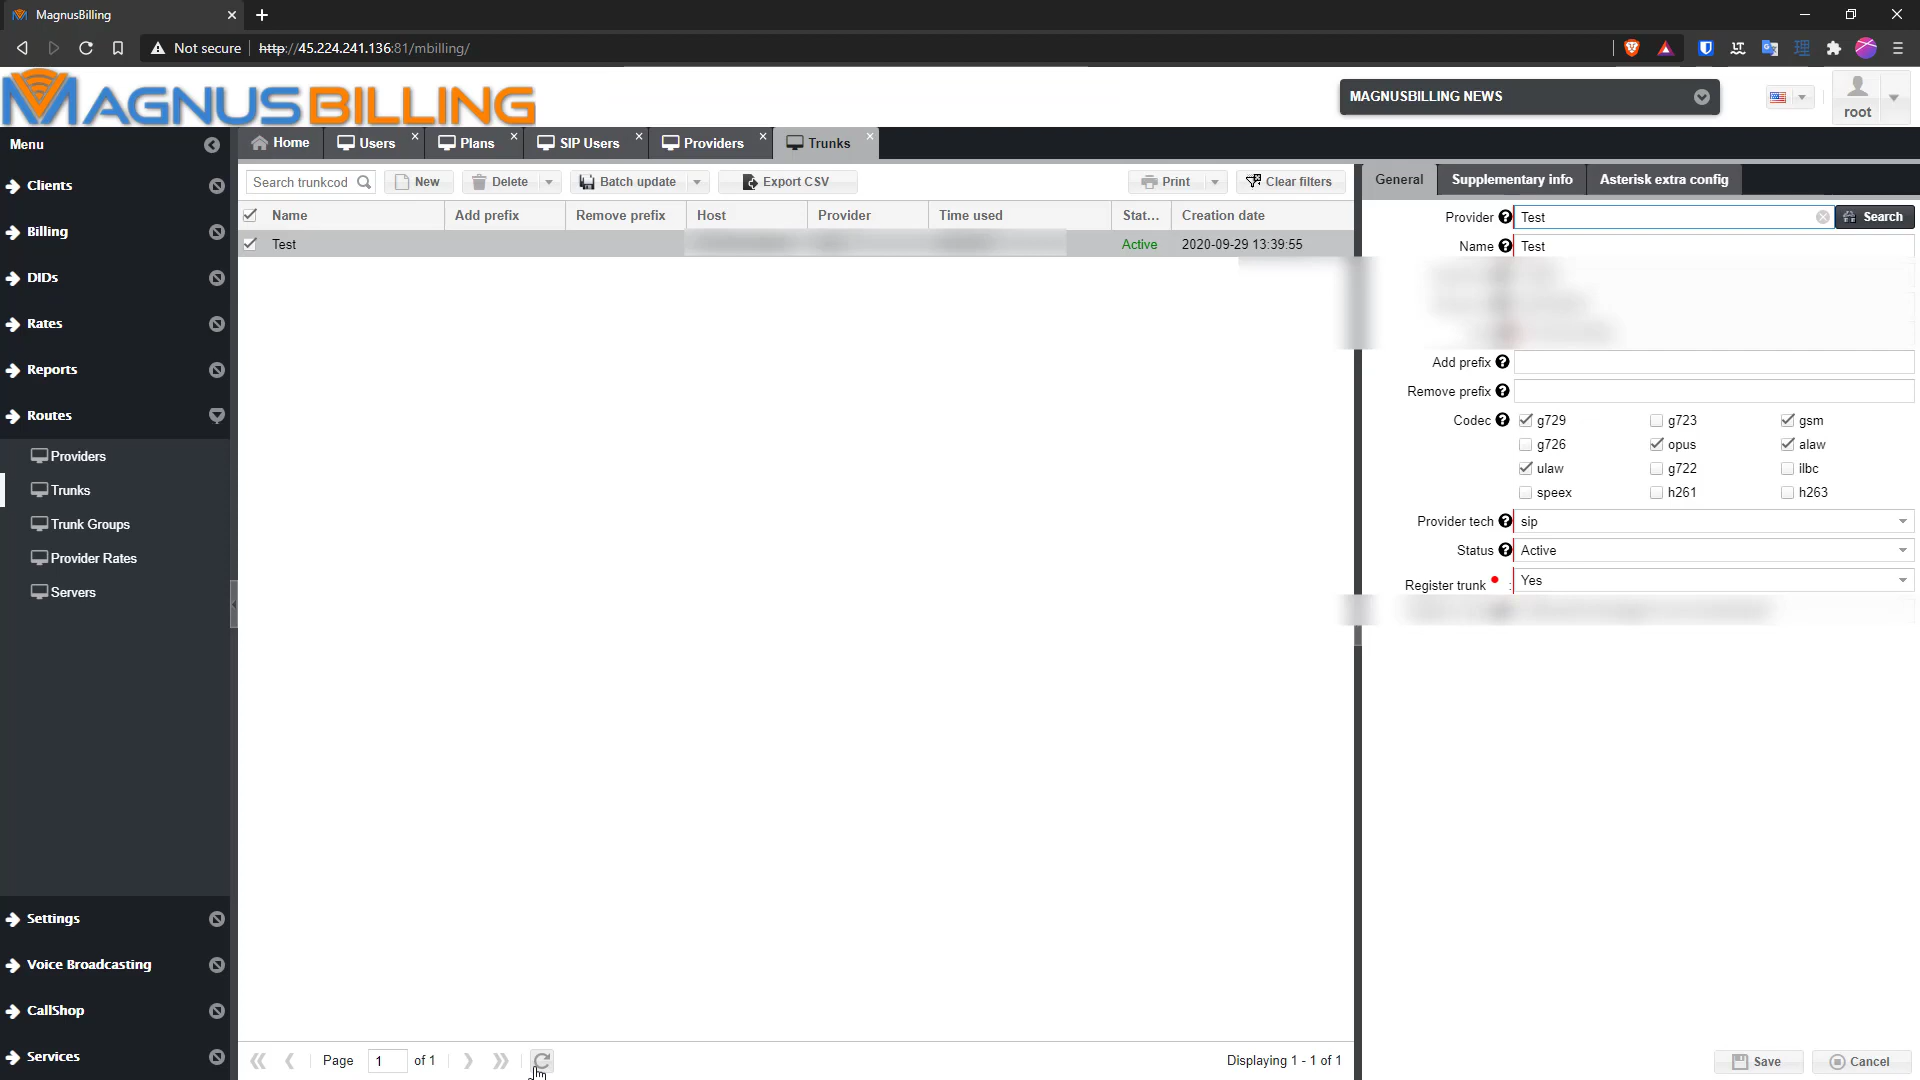 MagnusBilling
Not secure
http://45.224.241.136:81/mbilling/
MAGNUSBILLING
MAGNUSBILLING NEWS
root
Menu
Home
Users
Plans
SIP Users
Providers
Trunks
Clients
Billing
DIDs
Rates
Reports
Routes
Providers
Trunks
Trunk Groups
Provider Rates
Servers
Settings
Voice Broadcasting
CallShop
Services
Search trunkcod
New
Delete
Batch update
Export CSV
Print
Clear filters
Name
Add prefix
Remove prefix
Host
Provider
Time used
Stat...
Creation date
Test
Active
2020-09-29 13:39:55
Page
1
of 1
Displaying 1 - 1 of 1
General
Supplementary info
Asterisk extra config
Provider
Test
Search
Name
Test
Add prefix
Remove prefix
Codec
g729
g723
gsm
g726
opus
alaw
ulaw
g722
ilbc
speex
h261
h263
Provider tech
sip
Status
Active
Register trunk
:
Yes
Save
Cancel